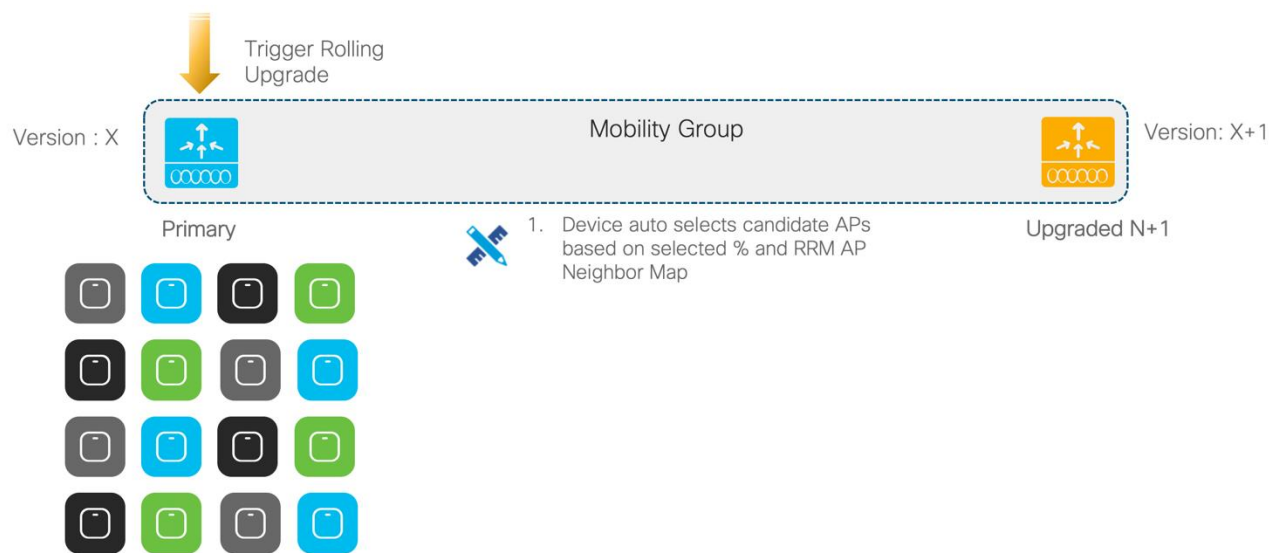 Trigger Rolling
Upgrade
Version : X
Mobility Group
Version: X+1
Primary
1. Device auto selects candidate APs
based on selected % and RRM AP
Neighbor Map
Upgraded N+1